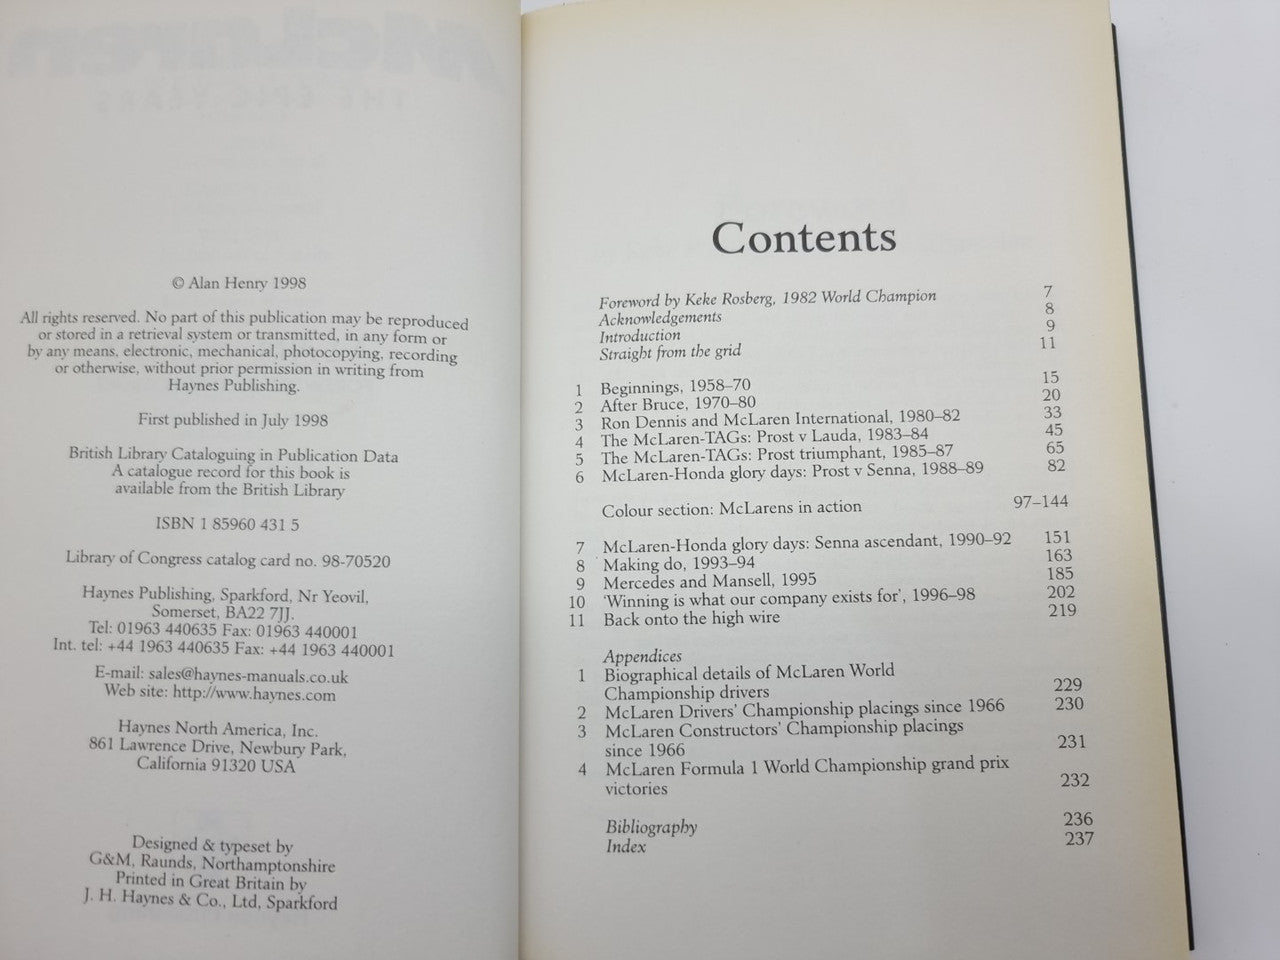 © Alan Henry 1998
All rights reserved. No part of this publication may be reproduced
or stored in a retrieval system or transmitted, in any form or
by any means, electronic, mechanical, photocopying, recording
or otherwise, without prior permission in writing from
Haynes Publishing.
First published in July 1998
British Library Cataloguing in Publication Data
A catalogue record for this book is
available from the British Library
ISBN 1 85960 431 5
Library of Congress catalog card no. 98-70520
Haynes Publishing, Sparkford, Nr Yeovil,
Somerset, BA22 7JJ.
Tel: 01963 440635 Fax: 01963 440001
Int. tel: +44 1963 440635 Fax: +44 1963 440001
E-mail: sales@haynes-manuals.co.uk
Web site: http://www.haynes.com
Haynes North America, Inc.
861 Lawrence Drive, Newbury Park,
California 91320 USA
Designed & typeset by
G&M, Raunds, Northamptonshire
Printed in Great Britain by
J. H. Haynes & Co., Ltd, Sparkford
Contents
Foreword by Keke Rosberg, 1982 World Champion 7
Acknowledgements 8
Introduction 9
Straight from the grid 11
1 Beginnings, 1958–70 15
2 After Bruce, 1970–80 20
3 Ron Dennis and McLaren International, 1980–82 33
4 The McLaren-TAGs: Prost v Lauda, 1983–84 45
5 The McLaren-TAGs: Prost triumphant, 1985–87 65
6 McLaren-Honda glory days: Prost v Senna, 1988–89 82
Colour section: McLarens in action 97–144
7 McLaren-Honda glory days: Senna ascendant, 1990–92 151
8 Making do, 1993–94 163
9 Mercedes and Mansell, 1995 185
10 ‘Winning is what our company exists for’, 1996–98 202
11 Back onto the high wire 219
Appendices
1 Biographical details of McLaren World
Championship drivers 229
2 McLaren Drivers’ Championship placings since 1966 230
3 McLaren Constructors’ Championship placings
since 1966 231
4 McLaren Formula 1 World Championship grand prix
victories 232
Bibliography 236
Index 237